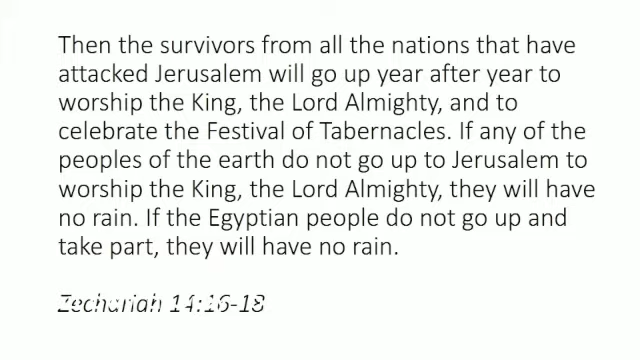 Then the survivors from all the nations that have
attacked Jerusalem will go up year after year to
worship the King, the Lord Almighty, and to
celebrate the Festival of Tabernacles. If any of the
peoples of the earth do not go up to Jerusalem to
worship the King, the Lord Almighty, they will have
no rain. If the Egyptian people do not go up and
take part, they will have no rain.
Zechariah 14:16-18